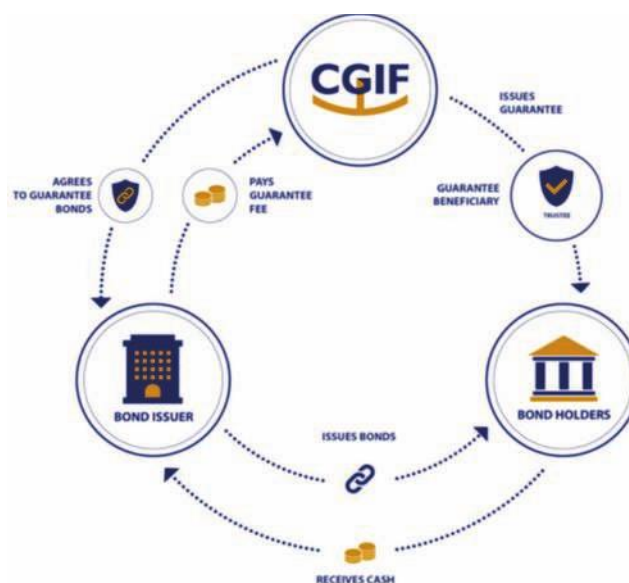 CGIF
ISSUES
GUARANTEE
AGREES
TO GUARANTEE
BONDS
PAYS
GUARANTEE
FEE
GUARANTEE
BENEFICIARY
TRUSTEE
BOND ISSUER
BOND HOLDERS
ISSUES BONDS
RECEIVES CASH